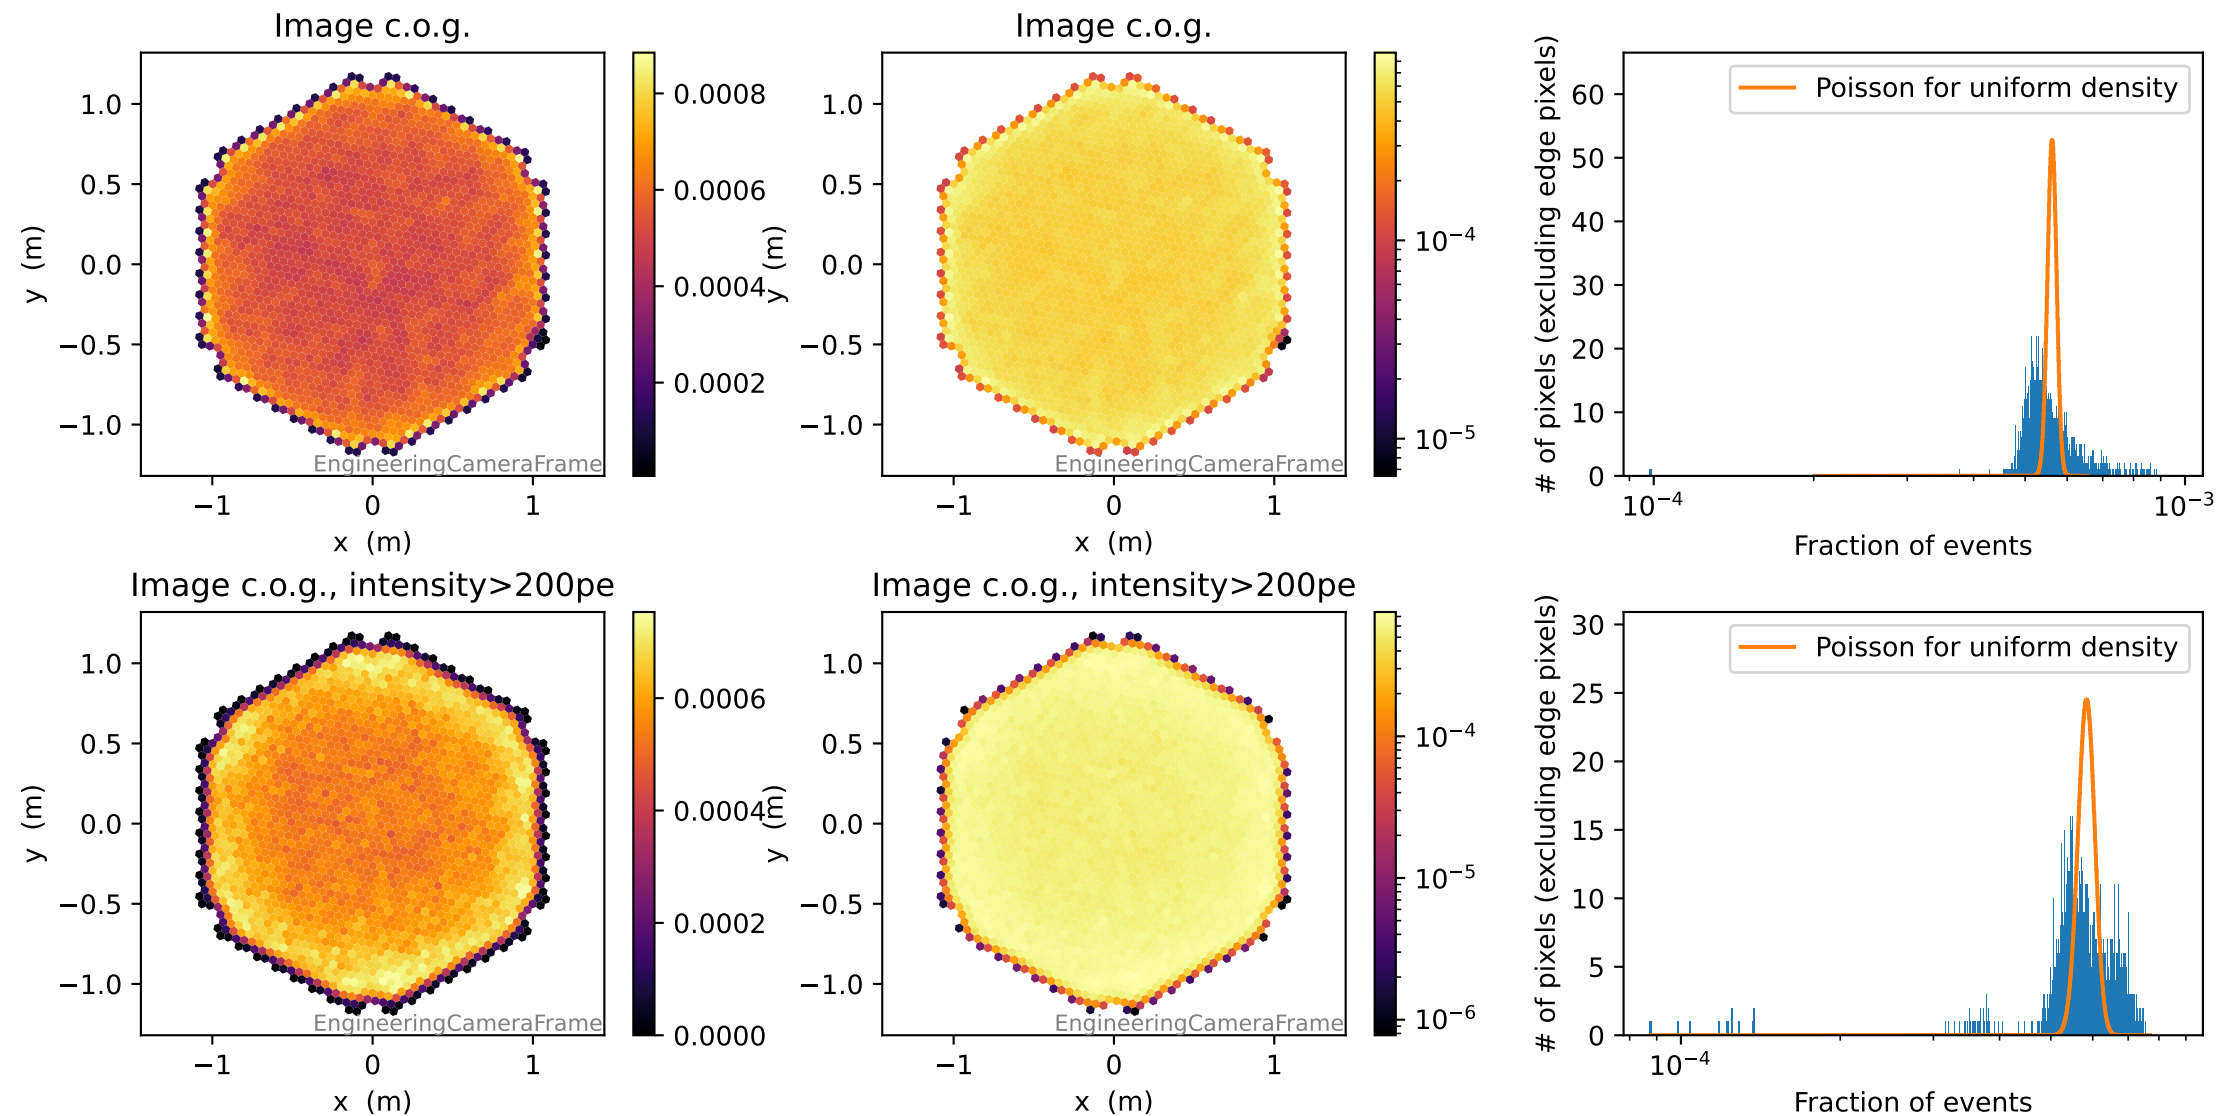 Image c.o.g.
1.0
0.5
0.0
−0.5
−1.0
y (m)
−1
0
1
x (m)
EngineeringCameraFrame
0.0008
0.0006
0.0004
0.0002
Image c.o.g.
1.0
0.5
0.0
−0.5
−1.0
y (m)
−1
0
1
x (m)
EngineeringCameraFrame
10⁻⁴
10⁻⁵
# of pixels (excluding edge pixels)
60
50
40
30
20
10
0
Poisson for uniform density
10⁻⁴
10⁻³
Fraction of events
Image c.o.g., intensity>200pe
1.0
0.5
0.0
−0.5
−1.0
y (m)
−1
0
1
x (m)
EngineeringCameraFrame
0.0006
0.0004
0.0002
0.0000
Image c.o.g., intensity>200pe
1.0
0.5
0.0
−0.5
−1.0
y (m)
−1
0
1
x (m)
EngineeringCameraFrame
10⁻⁴
10⁻⁵
10⁻⁶
# of pixels (excluding edge pixels)
30
25
20
15
10
5
0
Poisson for uniform density
10⁻⁴
Fraction of events